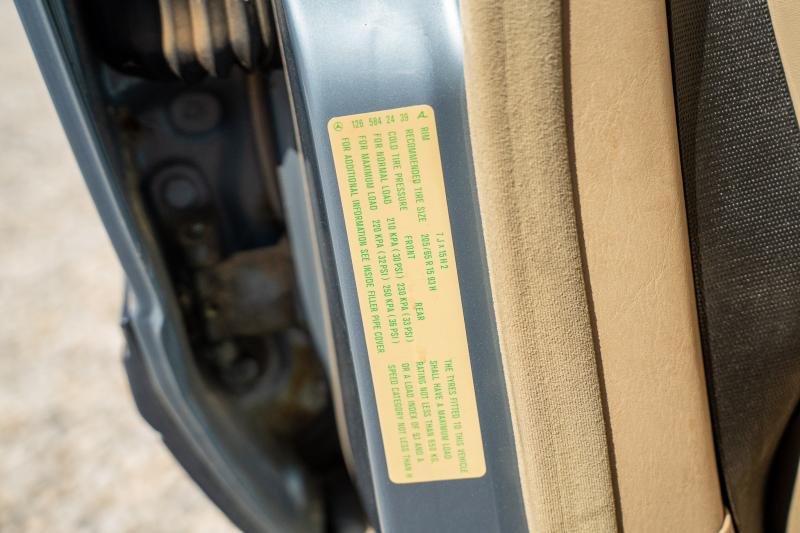 126 584 24 39
RIM 7 J x 15 H 2
RECOMMENDED TIRE SIZE 205/65 R 15 93 H
COLD TIRE PRESSURE FRONT REAR
FOR NORMAL LOAD 210 KPA (30 PSI) 230 KPA (33 PSI)
FOR MAXIMUM LOAD 220 KPA (32 PSI) 250 KPA (36 PSI)
FOR ADDITIONAL INFORMATION SEE INSIDE FILLER PIPE COVER
THE TYRES FITTED TO THIS VEHICLE
SHALL HAVE A MAXIMUM LOAD
RATING NOT LESS THAN 650 KG.
OR A LOAD INDEX OF 91 AND A
SPEED CATEGORY NOT LESS THAN H